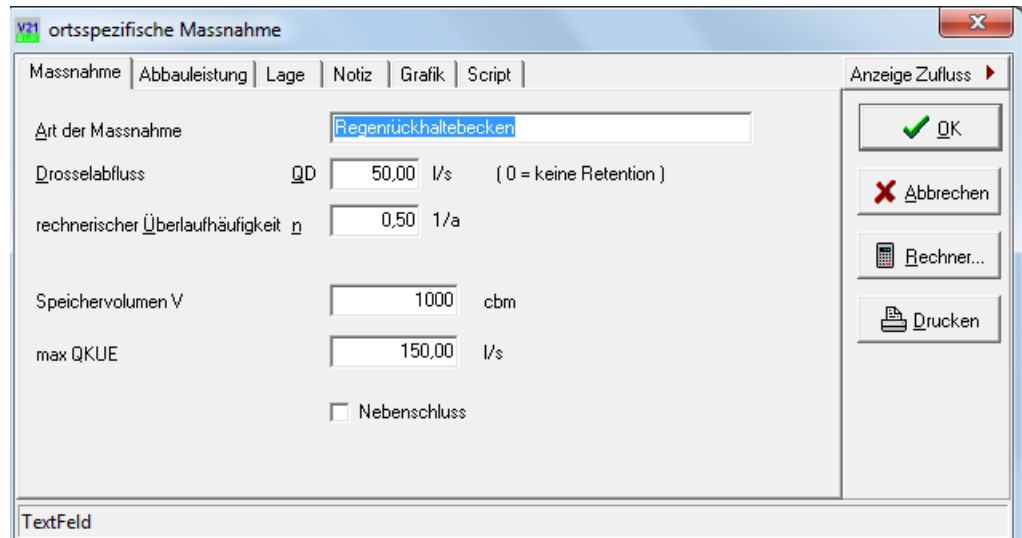 V21 ortsspezifische Massnahme
Massnahme Abbauleistung Lage Notiz Grafik Script Anzeige Zufluss
Art der Massnahme Regenrückhaltebecken OK
Drosselabfluss QD 50,00 l/s ( 0 = keine Retention )
Abbrechen
rechnerischer Überlaufhäufigkeit n 0,50 1/a
Rechner...
Speichervolumen V 1000 cbm
Drucken
max QKUE 150,00 l/s
Nebenschluss
TextFeld